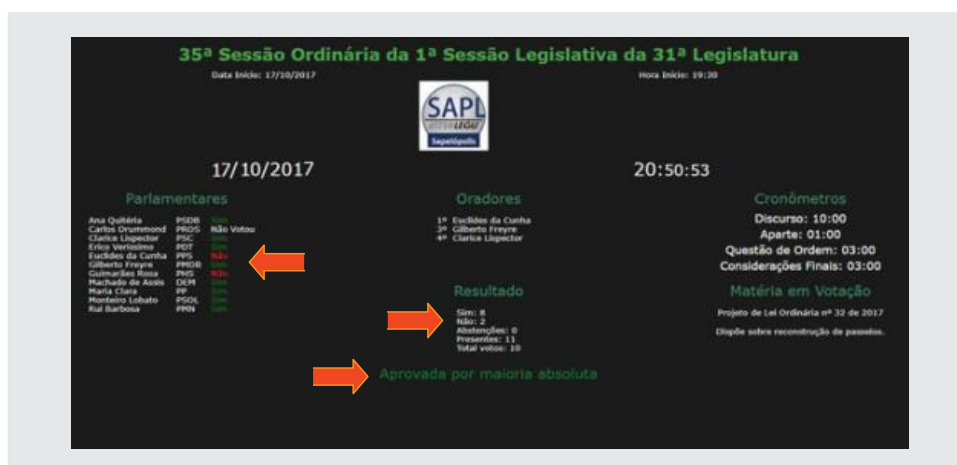 35ª Sessão Ordinária da 1ª Sessão Legislativa da 31ª Legislatura
Data Início: 17/10/2017
Hora Início: 19:30
SAPL
INTERLEGIS
Sapelópolis
17/10/2017
20:50:53
Parlamentares
Ana Quitéria PSDB Sim
Carlos Drummond PROS Não Votou
Clarice Lispector PSC Sim
Erico Verissimo PDT Sim
Euclides da Cunha PPS Não
Gilberto Freyre PMDB Sim
Guimarães Rosa PHS Não
Machado de Assis DEM Sim
Maria Clara PP Sim
Monteiro Lobato PSOL Sim
Rui Barbosa PMN Sim
Oradores
1º Euclides da Cunha
3º Gilberto Freyre
4º Clarice Lispector
Resultado
Sim: 8
Não: 2
Abstenções: 0
Presentes: 11
Total votos: 10
Aprovada por maioria absoluta
Cronômetros
Discurso: 10:00
Aparte: 01:00
Questão de Ordem: 03:00
Considerações Finais: 03:00
Matéria em Votação
Projeto de Lei Ordinária nº 32 de 2017
Dispõe sobre reconstrução de passeios.